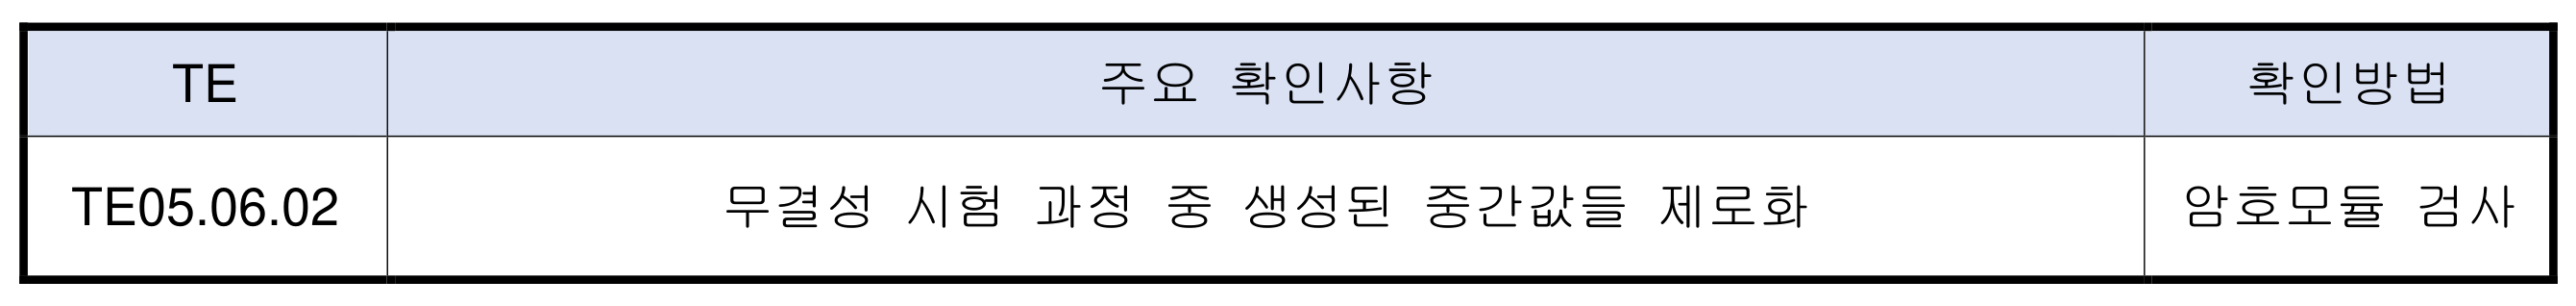 TE 주요 확인사항 확인방법
TE05.06.02 무결성 시험 과정 중 생성된 중간값들 제로화 암호모듈 검사